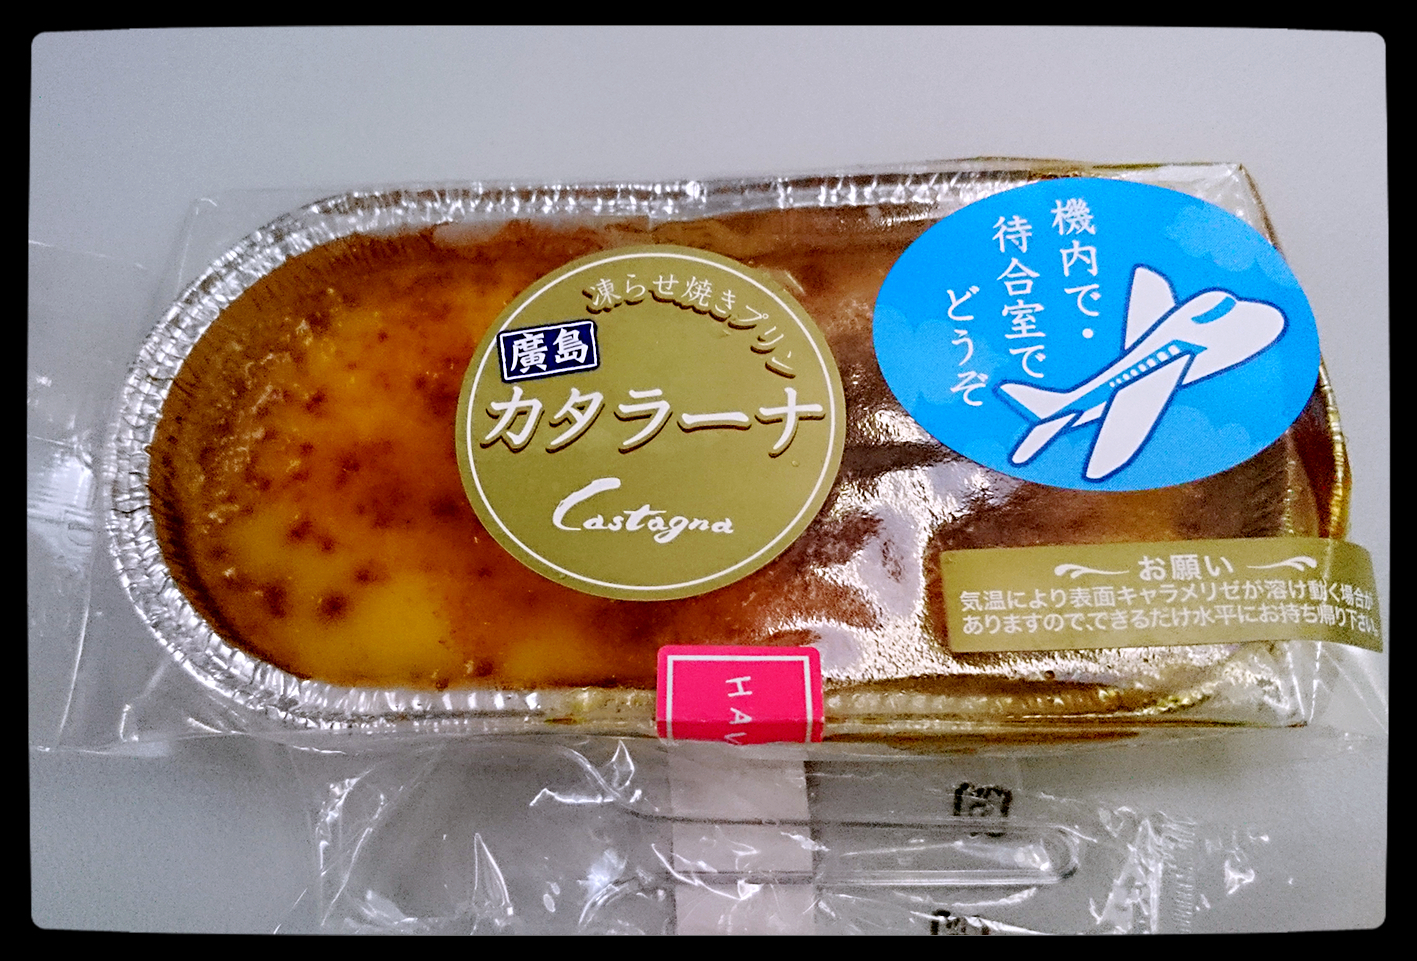 凍らせ焼きプリン
廣島
カタラーナ
Castagna
機内で・
待合室で
どうぞ
お願い
気温により表面キャラメリゼが溶け動く場合が
ありますので、できるだけ水平にお持ち帰り下さい。
HAV